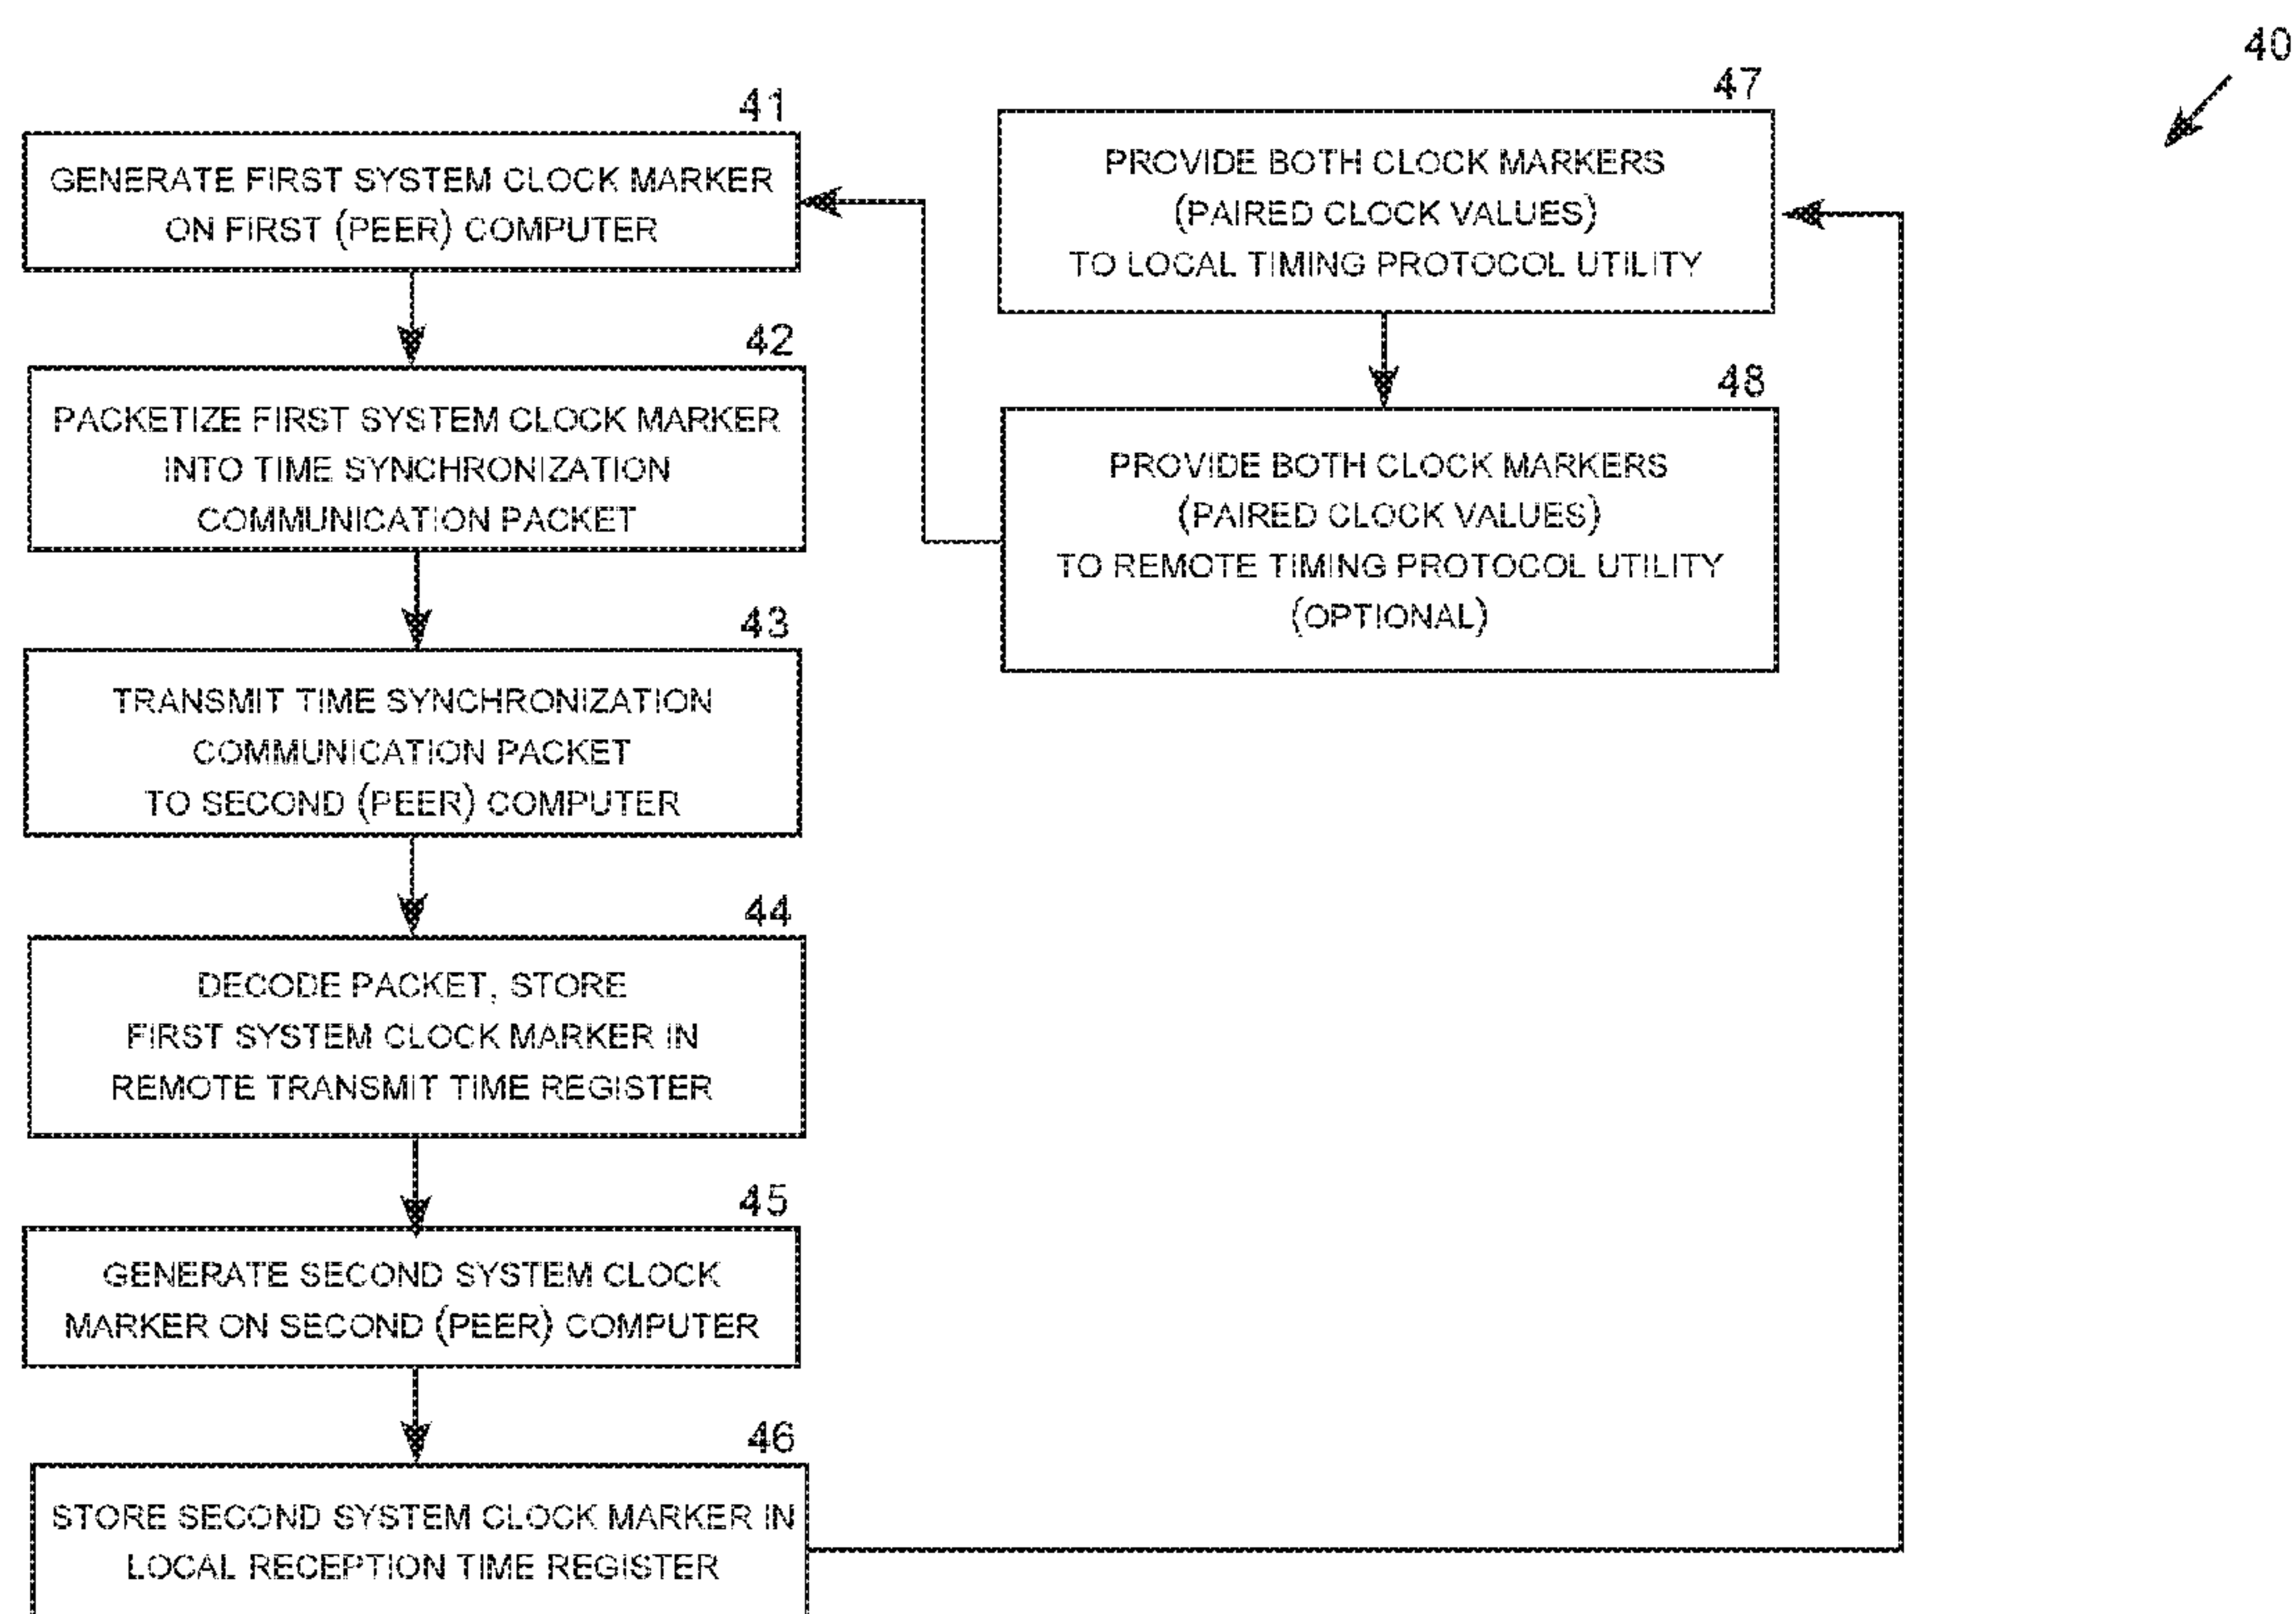 40
41
GENERATE FIRST SYSTEM CLOCK MARKER
ON FIRST (PEER) COMPUTER
42
PACKETIZE FIRST SYSTEM CLOCK MARKER
INTO TIME SYNCHRONIZATION
COMMUNICATION PACKET
43
TRANSMIT TIME SYNCHRONIZATION
COMMUNICATION PACKET
TO SECOND (PEER) COMPUTER
44
DECODE PACKET, STORE
FIRST SYSTEM CLOCK MARKER IN
REMOTE TRANSMIT TIME REGISTER
45
GENERATE SECOND SYSTEM CLOCK
MARKER ON SECOND (PEER) COMPUTER
46
STORE SECOND SYSTEM CLOCK MARKER IN
LOCAL RECEPTION TIME REGISTER
47
PROVIDE BOTH CLOCK MARKERS
(PAIRED CLOCK VALUES)
TO LOCAL TIMING PROTOCOL UTILITY
48
PROVIDE BOTH CLOCK MARKERS
(PAIRED CLOCK VALUES)
TO REMOTE TIMING PROTOCOL UTILITY
(OPTIONAL)